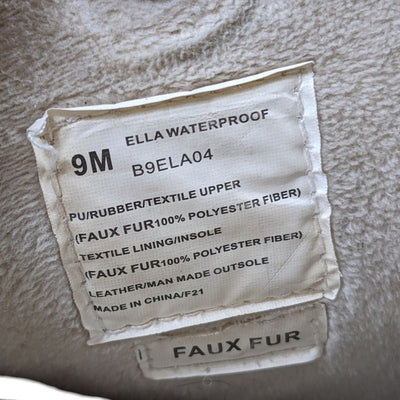 9M
ELLA WATERPROOF
B9ELA04
PU/RUBBER/TEXTILE UPPER
(FAUX FUR100% POLYESTER FIBER)
TEXTILE LINING/INSOLE
(FAUX FUR100% POLYESTER FIBER)
LEATHER/MAN MADE OUTSOLE
MADE IN CHINA/F21
FAUX FUR